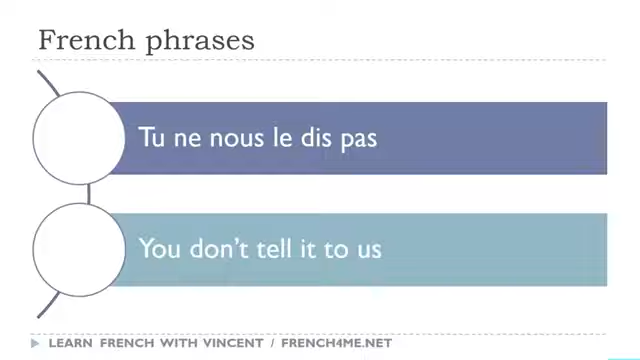 French phrases
Tu ne nous le dis pas
You don't tell it to us
LEARN FRENCH WITH VINCENT / FRENCH4ME.NET